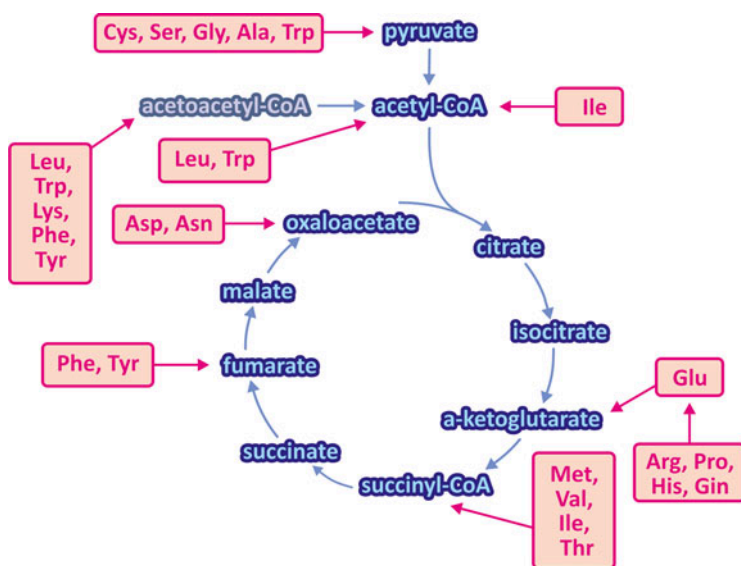 Cys, Ser, Gly, Ala, Trp
pyruvate
acetoacetyl-CoA
acetyl-CoA
Ile
Leu,
Trp,
Lys,
Phe,
Tyr
Leu, Trp
Asp, Asn
oxaloacetate
citrate
malate
isocitrate
Phe, Tyr
fumarate
Glu
a-ketoglutarate
succinate
Arg, Pro,
His, Gin
succinyl-CoA
Met,
Val,
Ile,
Thr